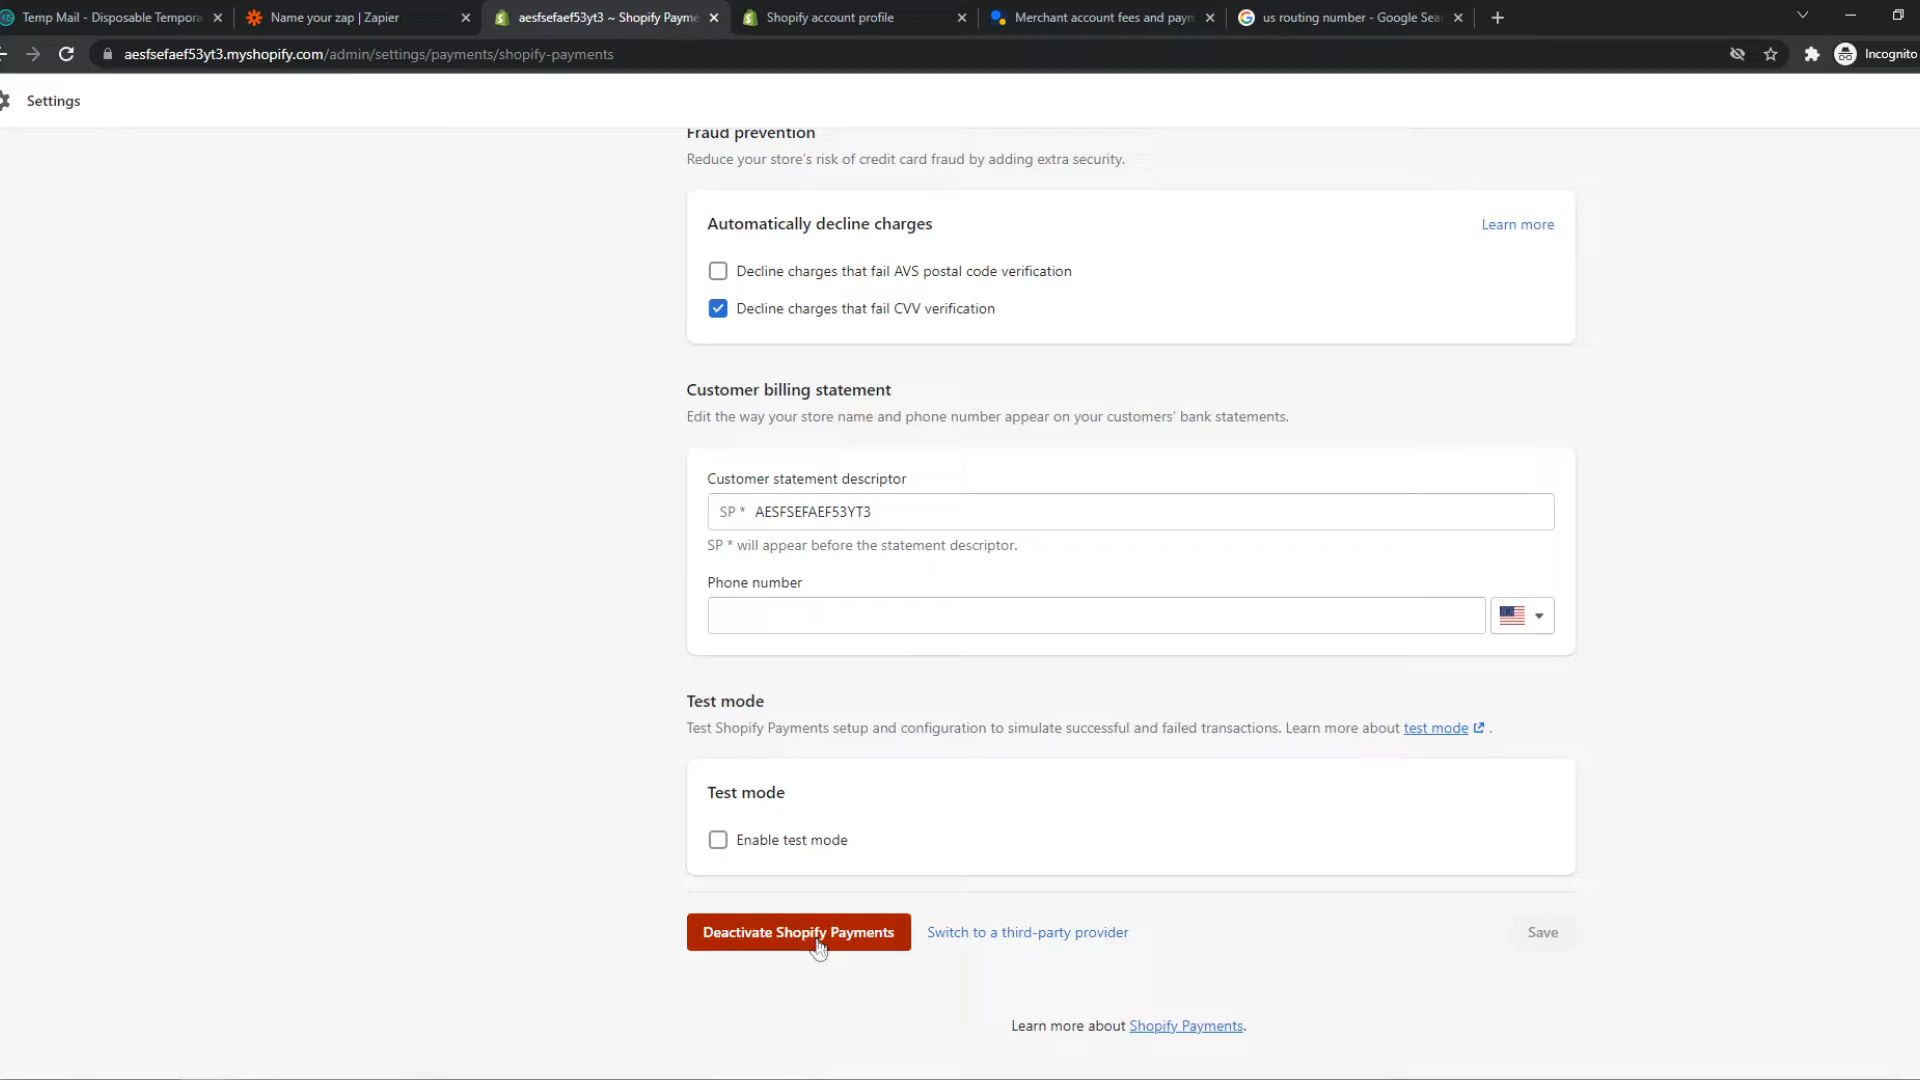 Temp Mail - Disposable Tempora
Name your zap | Zapier
aesfsefaef53yt3 ~ Shopify Payme
Shopify account profile
Merchant account fees and paym
us routing number - Google Sea
aesfsefaef53yt3.myshopify.com/admin/settings/payments/shopify-payments
Incognito
Settings
Fraud prevention
Reduce your store's risk of credit card fraud by adding extra security.
Automatically decline charges
Learn more
Decline charges that fail AVS postal code verification
Decline charges that fail CVV verification
Customer billing statement
Edit the way your store name and phone number appear on your customers' bank statements.
Customer statement descriptor
SP * AESFSEFAEF53YT3
SP * will appear before the statement descriptor.
Phone number
Test mode
Test Shopify Payments setup and configuration to simulate successful and failed transactions. Learn more about test mode .
Test mode
Enable test mode
Deactivate Shopify Payments
Switch to a third-party provider
Save
Learn more about Shopify Payments.